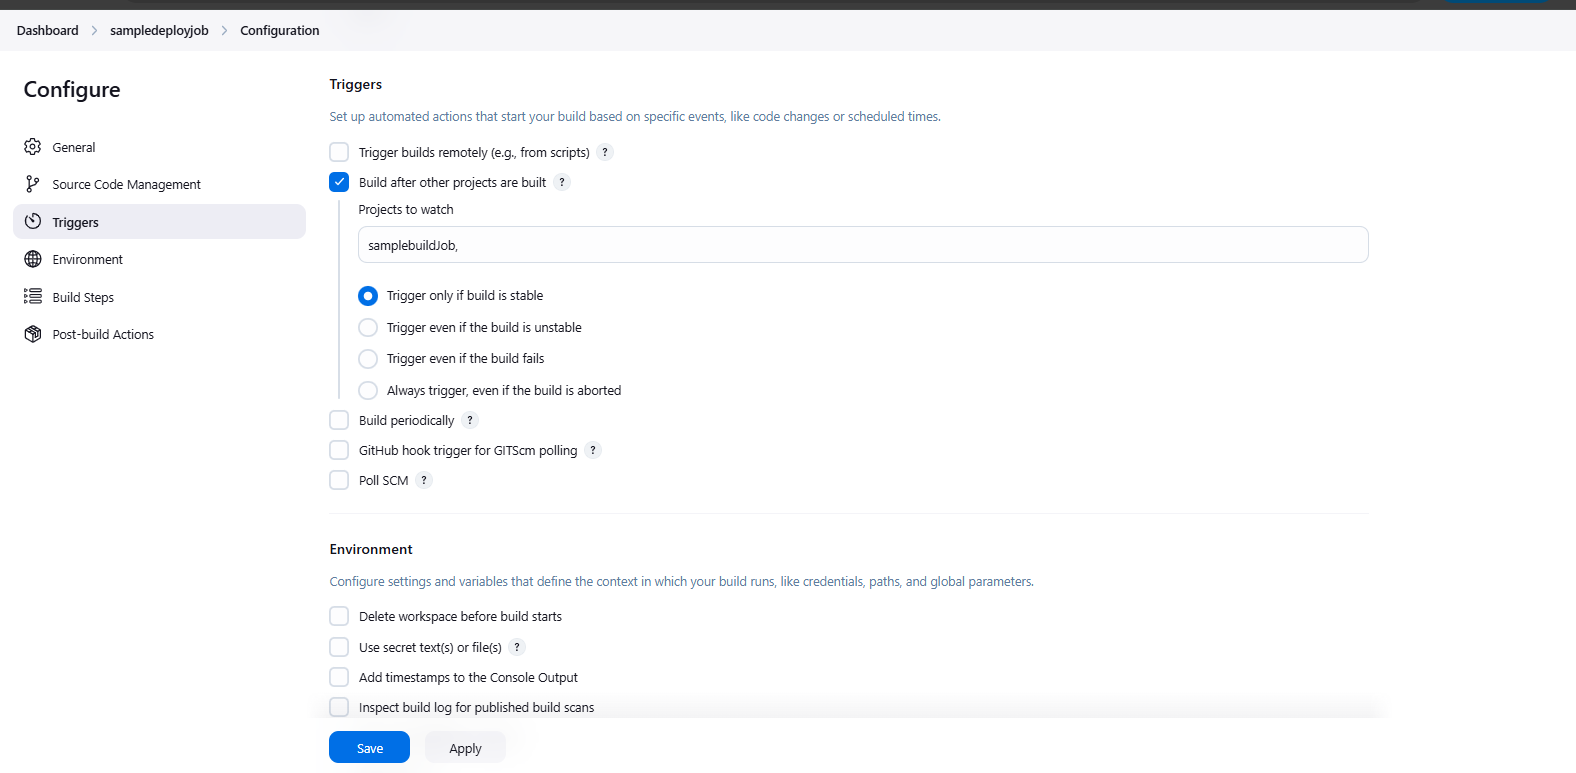 Dashboard > sampledeployjob > Configuration
Configure
General
Source Code Management
Triggers
Environment
Build Steps
Post-build Actions
Triggers
Set up automated actions that start your build based on specific events, like code changes or scheduled times.
Trigger builds remotely (e.g., from scripts) ?
Build after other projects are built ?
Projects to watch
samplebuildJob,
Trigger only if build is stable
Trigger even if the build is unstable
Trigger even if the build fails
Always trigger, even if the build is aborted
Build periodically ?
GitHub hook trigger for GITScm polling ?
Poll SCM ?
Environment
Configure settings and variables that define the context in which your build runs, like credentials, paths, and global parameters.
Delete workspace before build starts
Use secret text(s) or file(s) ?
Add timestamps to the Console Output
Inspect build log for published build scans
Save Apply